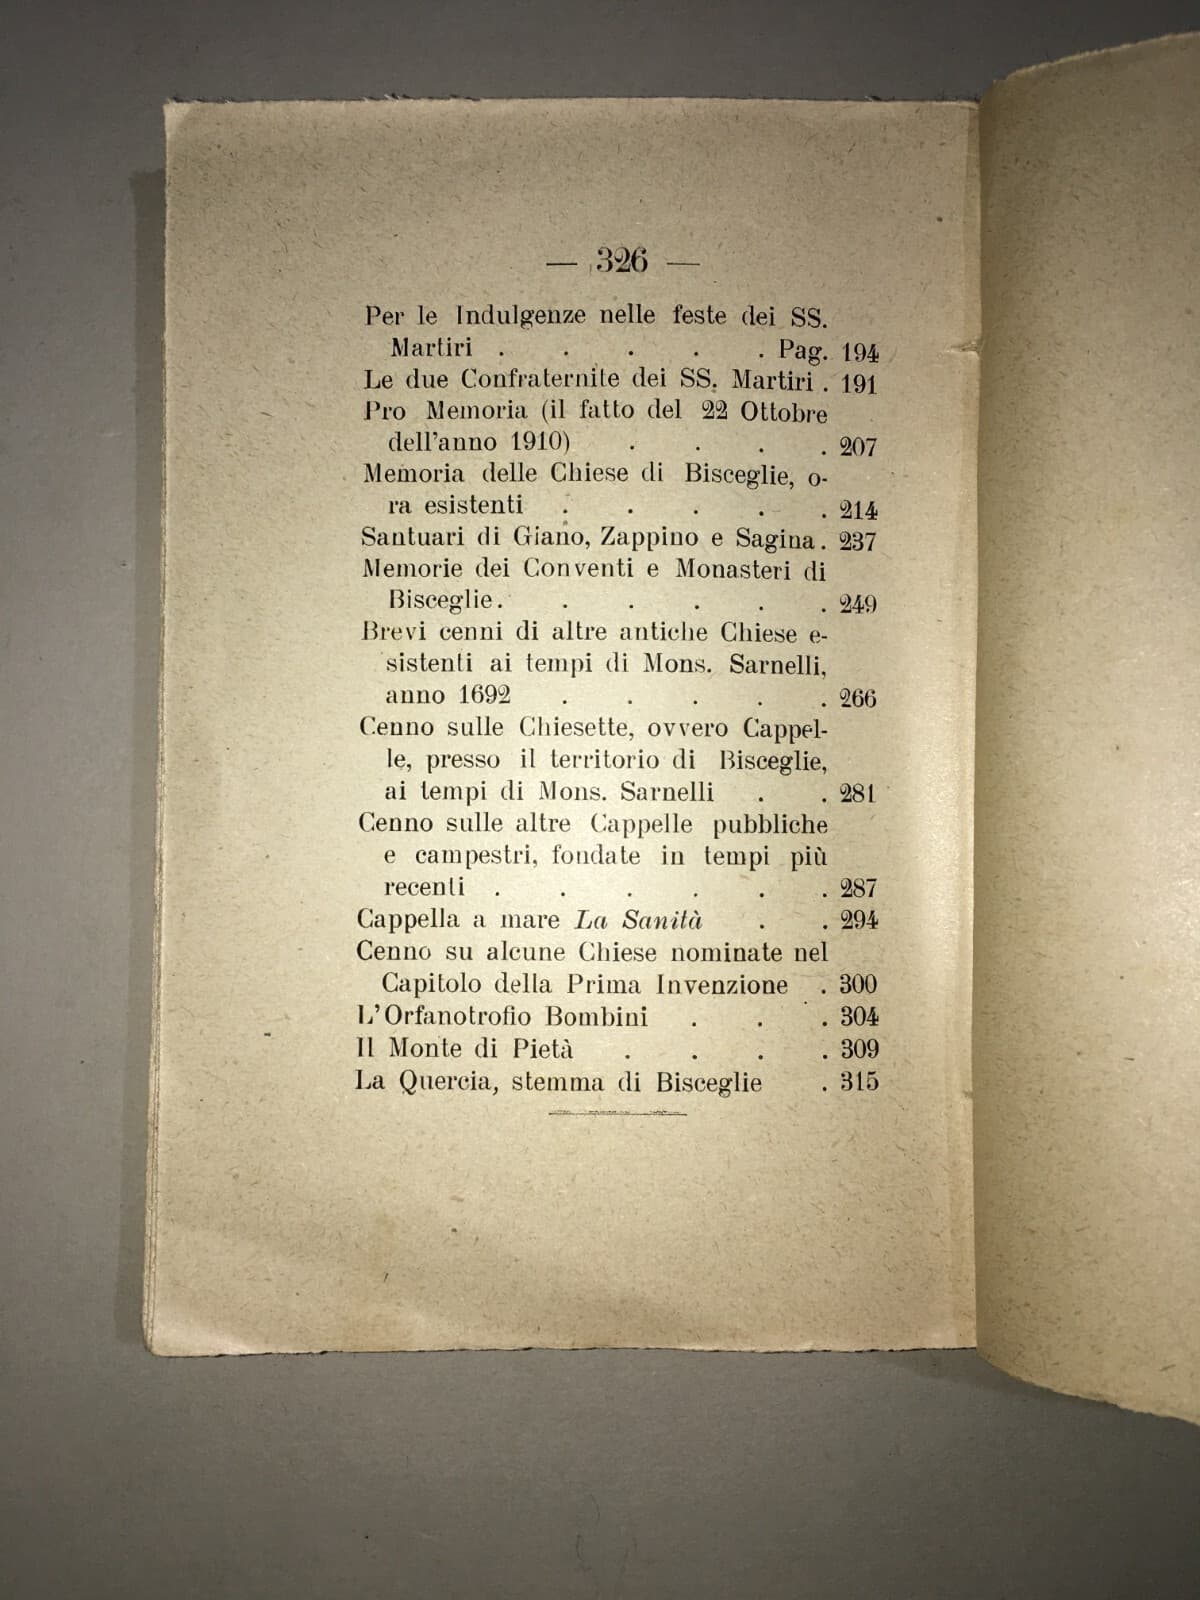 — 326 —
Per le Indulgenze nelle feste dei SS.
Martiri . . . . . Pag. 194
Le due Confraternite dei SS. Martiri . 191
Pro Memoria (il fatto del 22 Ottobre
dell'anno 1910) . . . . 207
Memoria delle Chiese di Bisceglie, o-
ra esistenti . . . . . 214
Santuari di Giano, Zappino e Sagina . 237
Memorie dei Conventi e Monasteri di
Bisceglie . . . . . . 249
Brevi cenni di altre antiche Chiese e-
sistenti ai tempi di Mons. Sarnelli,
anno 1692 . . . . . 266
Cenno sulle Chiesette, ovvero Cappel-
le, presso il territorio di Bisceglie,
ai tempi di Mons. Sarnelli . . 281
Cenno sulle altre Cappelle pubbliche
e campestri, fondate in tempi più
recenti . . . . . . 287
Cappella a mare La Sanità . . 294
Cenno su alcune Chiese nominate nel
Capitolo della Prima Invenzione . 300
L'Orfanotrofio Bombini . . . 304
Il Monte di Pietà . . . . 309
La Quercia, stemma di Bisceglie . 315